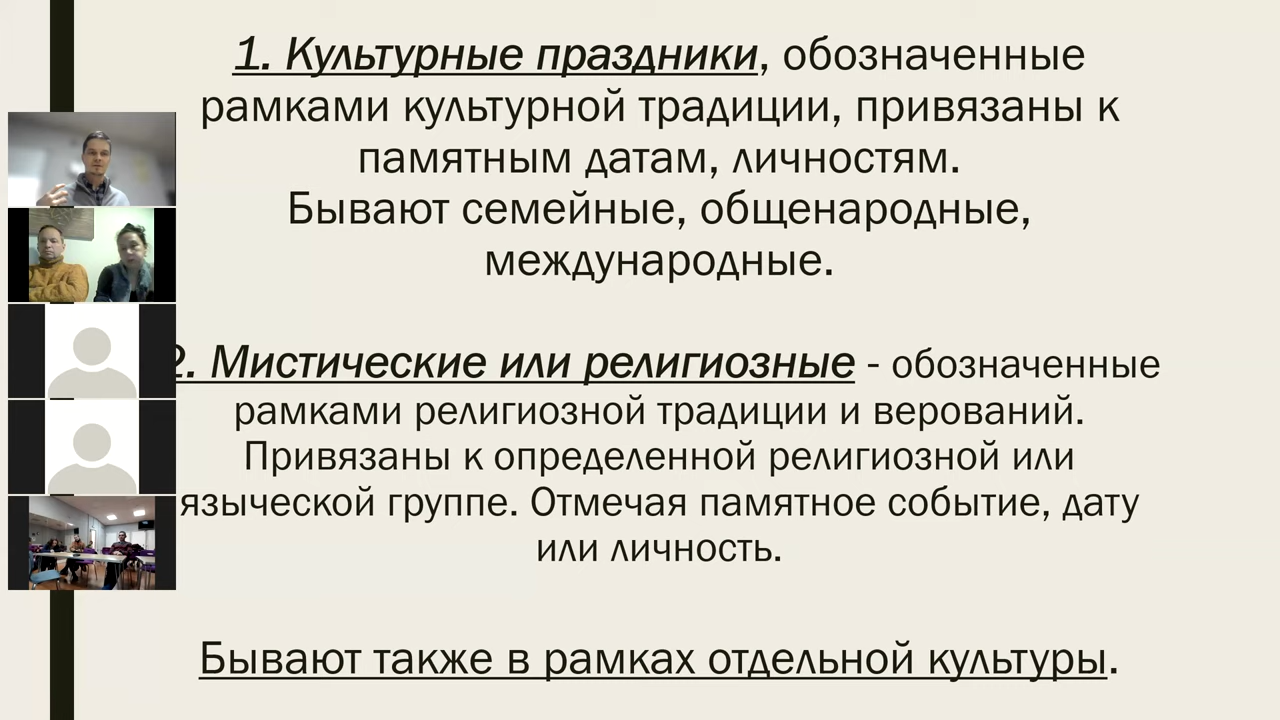 1. Культурные праздники, обозначенные
рамками культурной традиции, привязаны к
памятным датам, личностям.
Бывают семейные, общенародные,
международные.
2. Мистические или религиозные - обозначенные
рамками религиозной традиции и верований.
Привязаны к определенной религиозной или
языческой группе. Отмечая памятное событие, дату
или личность.
Бывают также в рамках отдельной культуры.